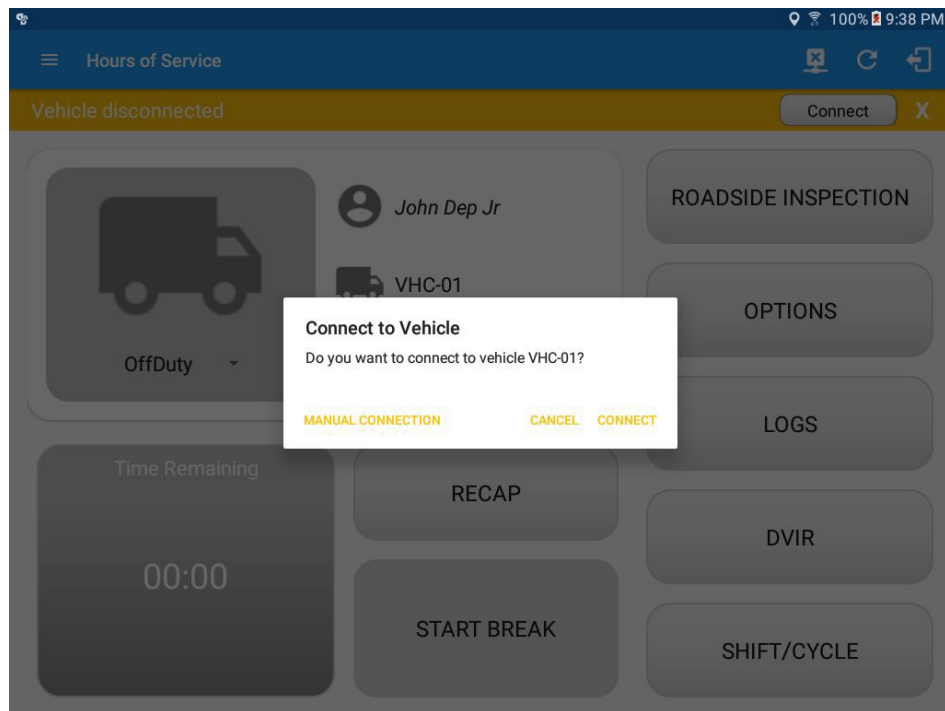 100% 9:38 PM
Hours of Service
Vehicle disconnected
Connect X
John Dep Jr
VHC-01
OffDuty
ROADSIDE INSPECTION
OPTIONS
LOGS
DVIR
SHIFT/CYCLE
Connect to Vehicle
Do you want to connect to vehicle VHC-01?
MANUAL CONNECTION CANCEL CONNECT
Time Remaining
00:00
RECAP
START BREAK